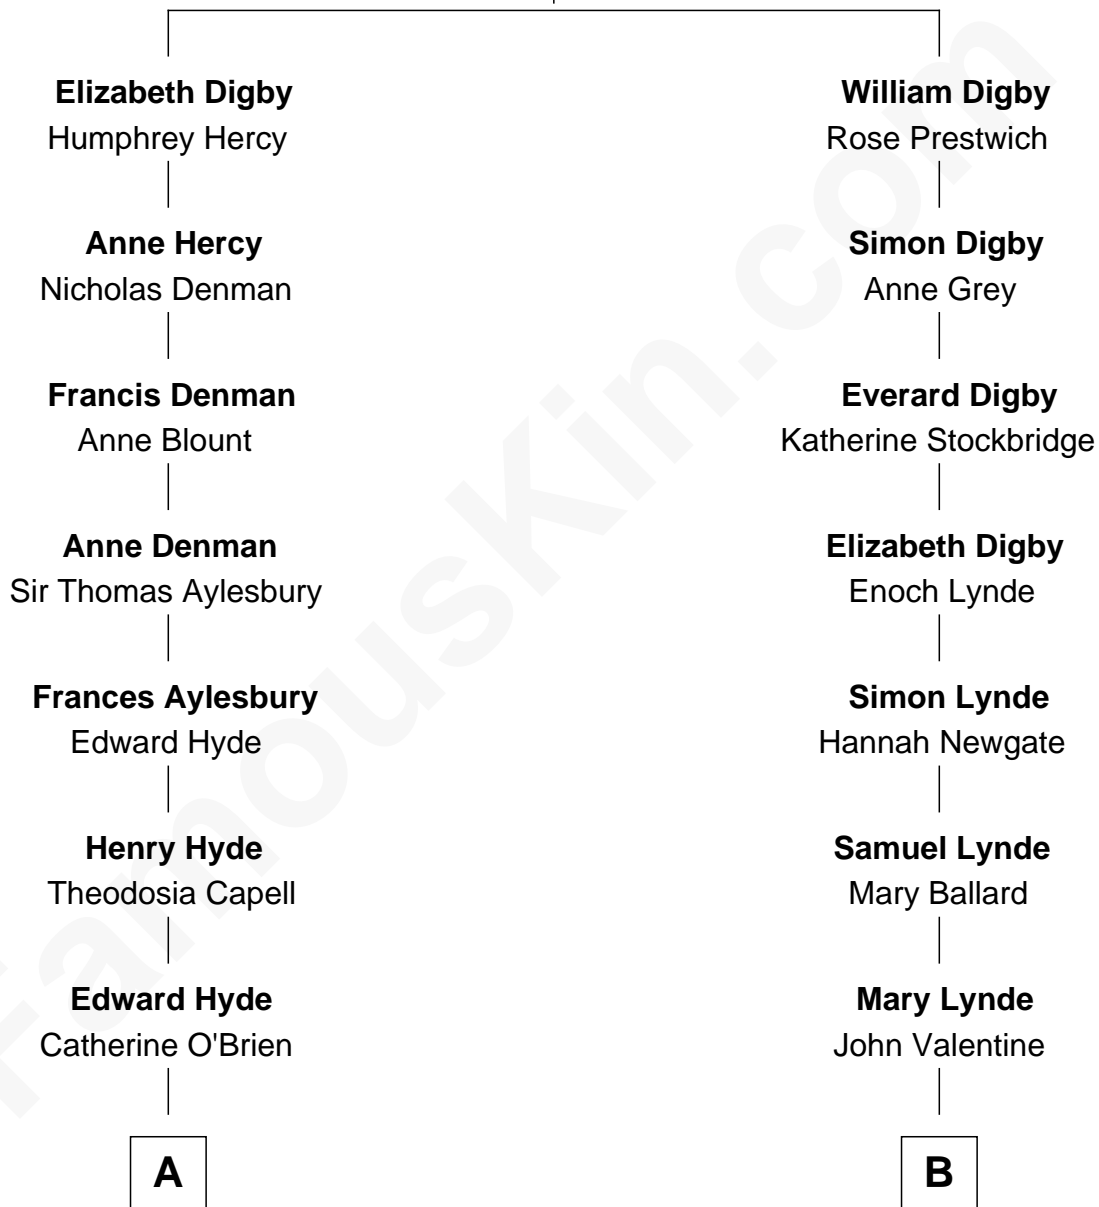 Elizabeth Digby
Humphrey Hercy
Anne Hercy
Nicholas Denman
Francis Denman
Anne Blount
Anne Denman
Sir Thomas Aylesbury
Frances Aylesbury
Edward Hyde
Henry Hyde
Theodosia Capell
Edward Hyde
Catherine O'Brien
A
William Digby
Rose Prestwich
Simon Digby
Anne Grey
Everard Digby
Katherine Stockbridge
Elizabeth Digby
Enoch Lynde
Simon Lynde
Hannah Newgate
Samuel Lynde
Mary Ballard
Mary Lynde
John Valentine
B
FamousKin.com